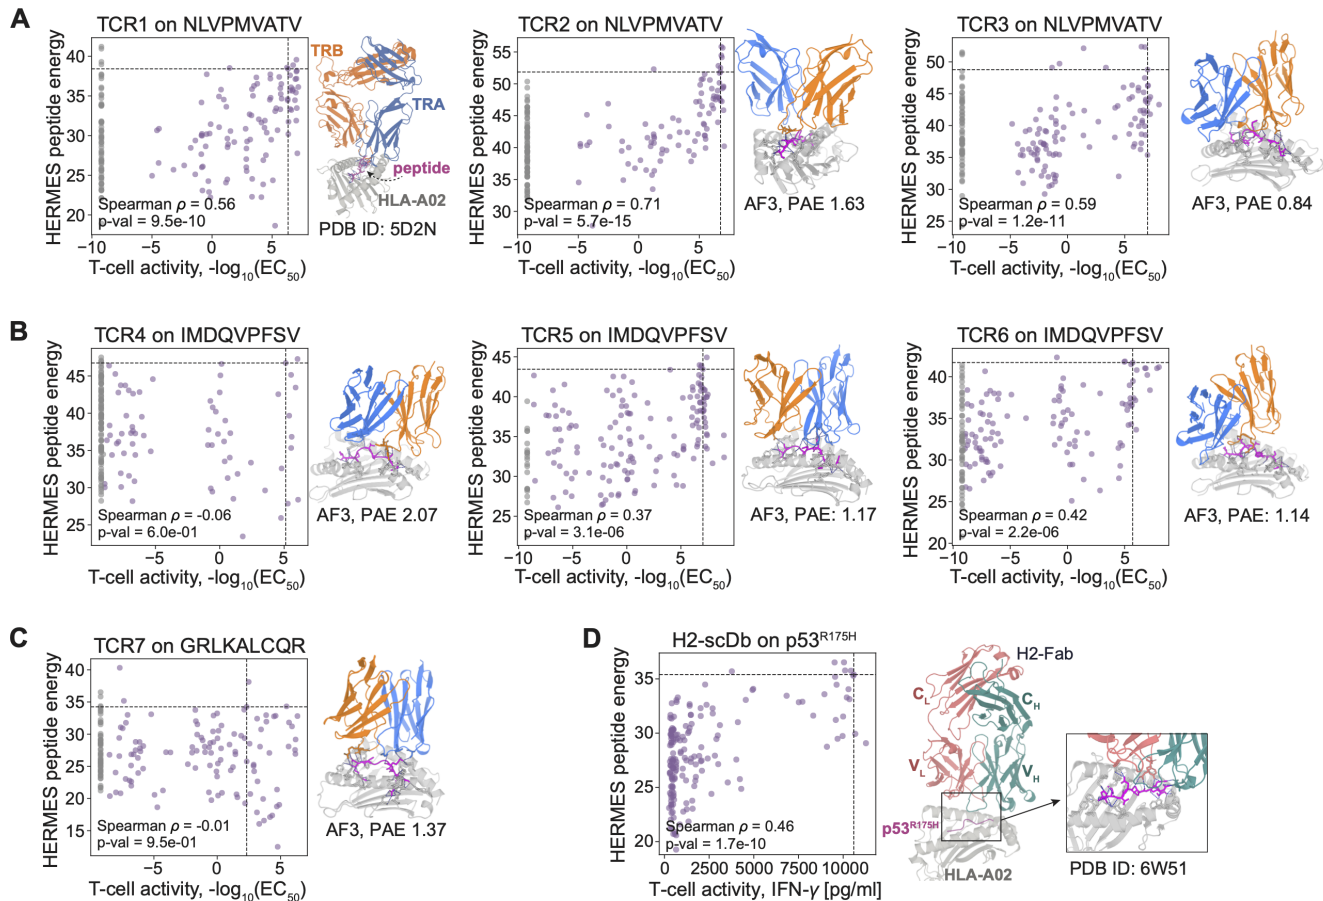 A
TCR1 on NLVPMVATV
HERMES peptide energy
40
35
30
25
20
Spearman ρ = 0.56
p-val = 9.5e-10
−10
−5
0
5
T-cell activity, -log10(EC50)
TRB
TRA
peptide
HLA-A02
PDB ID: 5D2N
TCR2 on NLVPMVATV
HERMES peptide energy
55
50
45
40
35
30
Spearman ρ = 0.71
p-val = 5.7e-15
−10
−5
0
5
T-cell activity, -log10(EC50)
AF3, PAE 1.63
TCR3 on NLVPMVATV
HERMES peptide energy
50
45
40
35
30
25
Spearman ρ = 0.59
p-val = 1.2e-11
−10
−5
0
5
T-cell activity, -log10(EC50)
AF3, PAE 0.84
B
TCR4 on IMDQVPFSV
HERMES peptide energy
45
40
35
30
25
Spearman ρ = -0.06
p-val = 6.0e-01
−5
0
5
T-cell activity, -log10(EC50)
AF3, PAE 2.07
TCR5 on IMDQVPFSV
HERMES peptide energy
45
40
35
30
25
Spearman ρ = 0.37
p-val = 3.1e-06
−10
−5
0
5
T-cell activity, -log10(EC50)
AF3, PAE: 1.17
TCR6 on IMDQVPFSV
HERMES peptide energy
40
35
30
25
20
Spearman ρ = 0.42
p-val = 2.2e-06
−10
−5
0
5
T-cell activity, -log10(EC50)
AF3, PAE: 1.14
C
TCR7 on GRLKALCQR
HERMES peptide energy
40
35
30
25
20
15
Spearman ρ = -0.01
p-val = 9.5e-01
−5
0
5
T-cell activity, -log10(EC50)
AF3, PAE 1.37
D
H2-scDb on p53R175H
HERMES peptide energy
35
30
25
20
Spearman ρ = 0.46
p-val = 1.7e-10
0
2500
5000
7500
10000
T-cell activity, IFN-γ [pg/ml]
H2-Fab
CL
CH
VL
VH
p53R175H
HLA-A02
PDB ID: 6W51